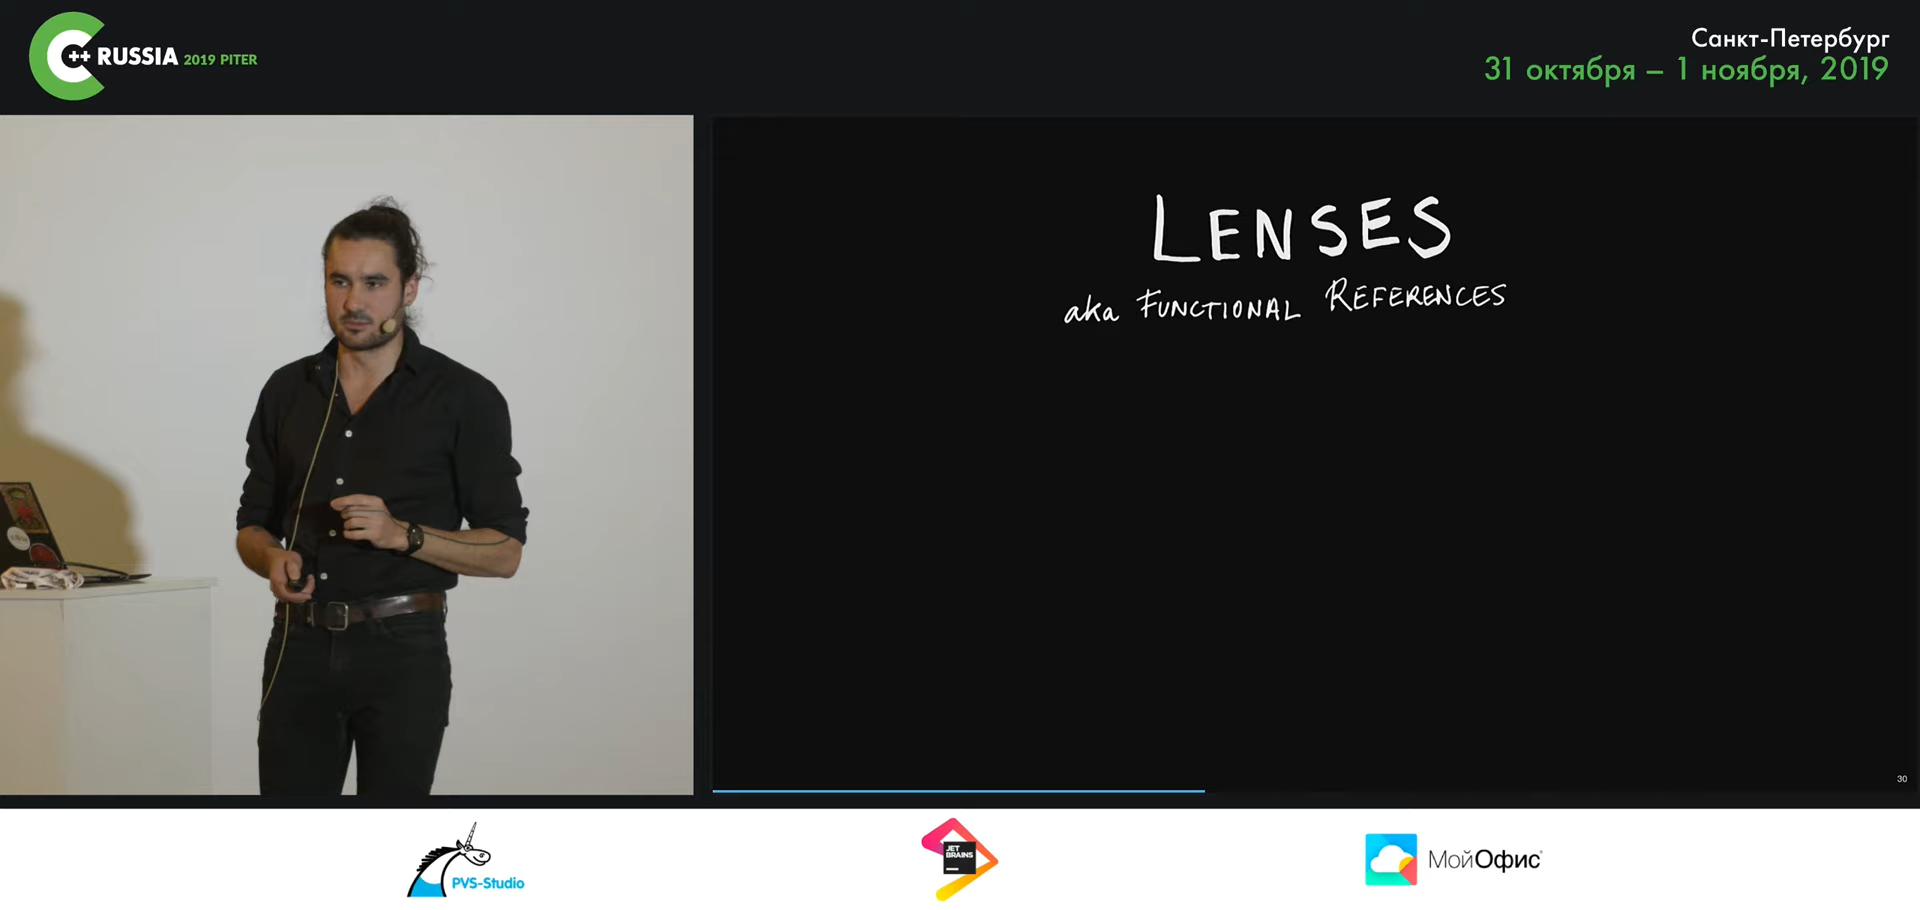 C++ RUSSIA 2019 PITER
Санкт-Петербург
31 октября – 1 ноября, 2019
LENSES
aka FUNCTIONAL REFERENCES
30
PVS-Studio
JET
BRAINS
МойОфис